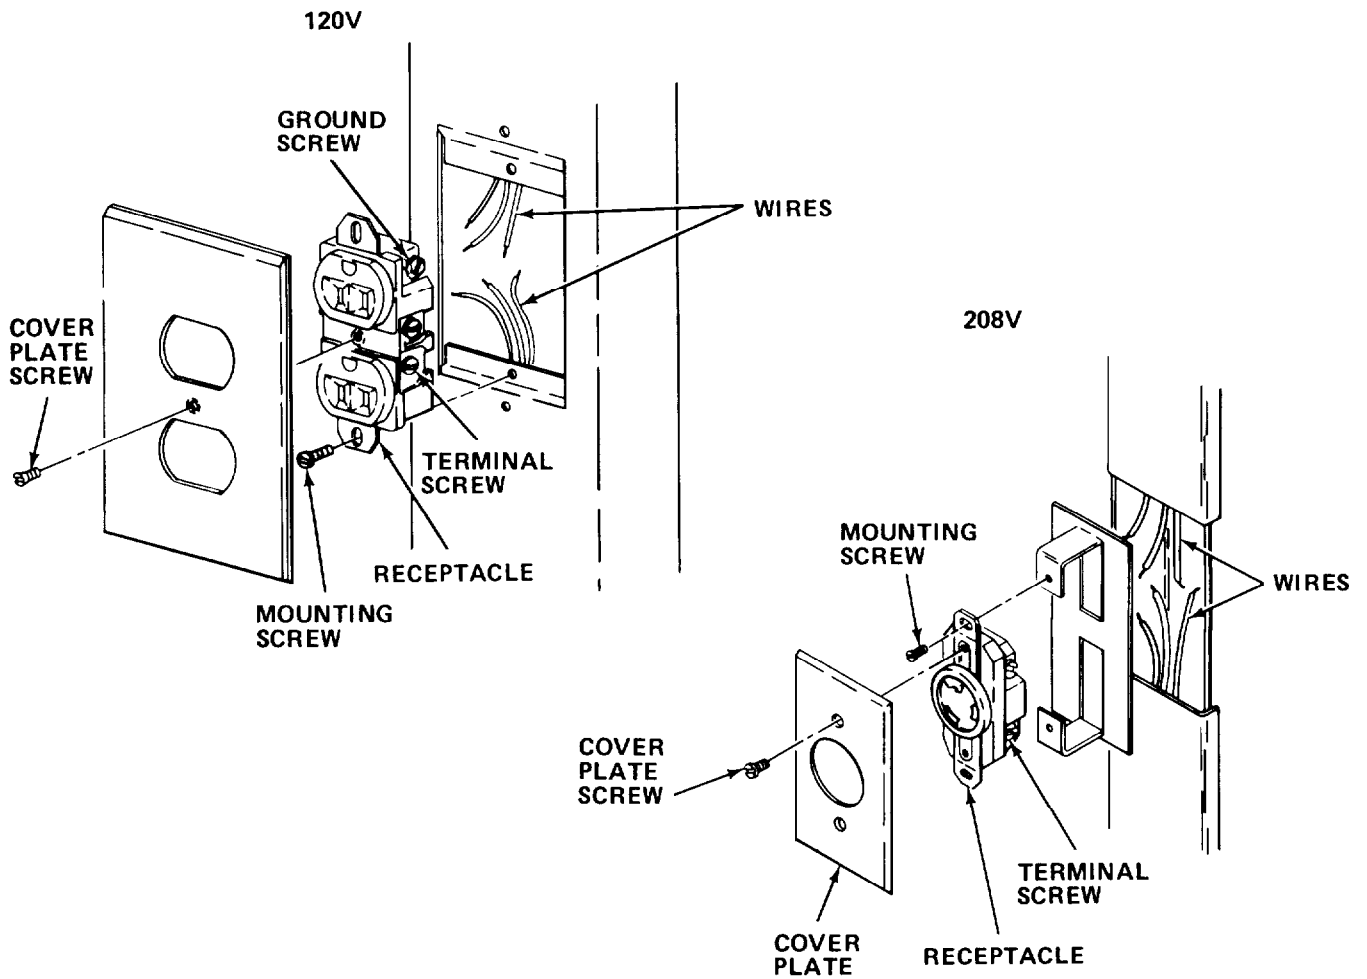 120V
GROUND
SCREW
WIRES
COVER
PLATE
SCREW
TERMINAL
SCREW
RECEPTACLE
MOUNTING
SCREW
208V
MOUNTING
SCREW
WIRES
COVER
PLATE
SCREW
TERMINAL
SCREW
COVER
PLATE
RECEPTACLE